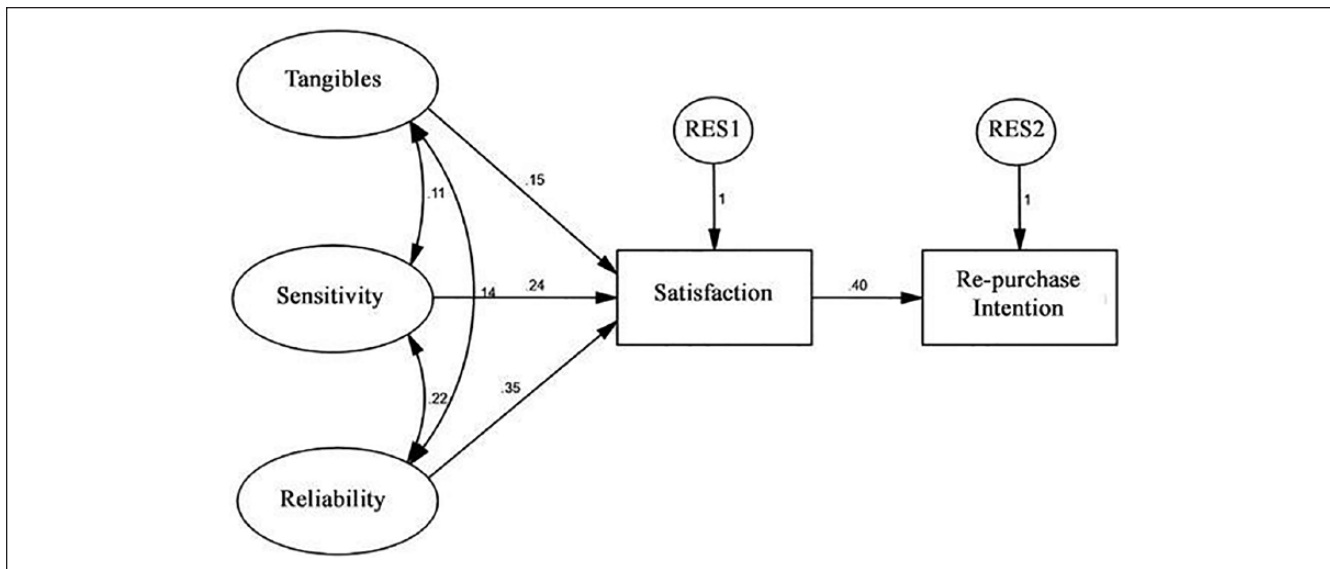 Tangibles
RES1
RES2
.15
.11
1
1
Sensitivity
.24
.14
Satisfaction
.40
Re-purchase
Intention
.22
.35
Reliability